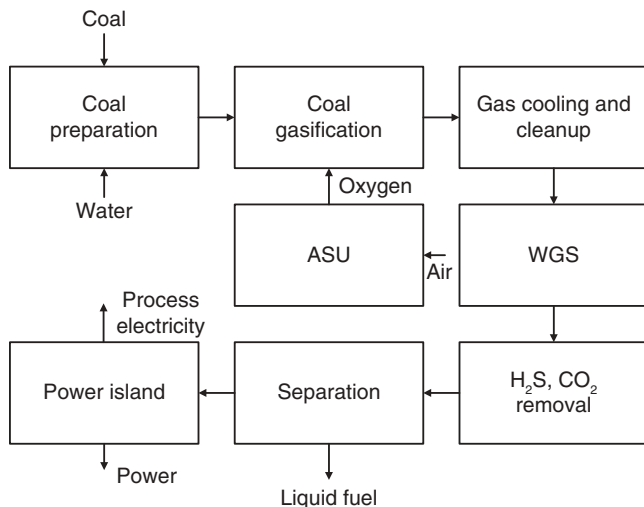 Coal
Coal
preparation
Water
Coal
gasification
Gas cooling and
cleanup
Oxygen
ASU
Air
WGS
Process
electricity
Power island
Power
Separation
Liquid fuel
H₂S, CO₂
removal